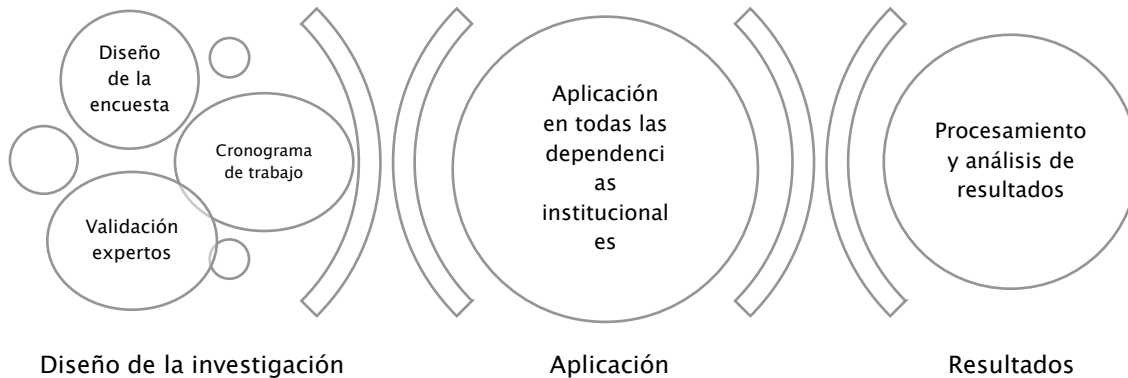 Diseño
de la
encuesta
Cronograma
de trabajo
Validación
expertos
Diseño de la investigación
Aplicación
en todas las
dependenci
as
institucional
es
Aplicación
Procesamiento
y análisis de
resultados
Resultados